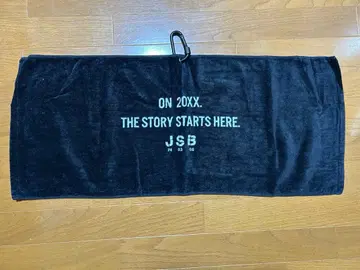 ON 20XX.
THE STORY STARTS HERE.
JSB